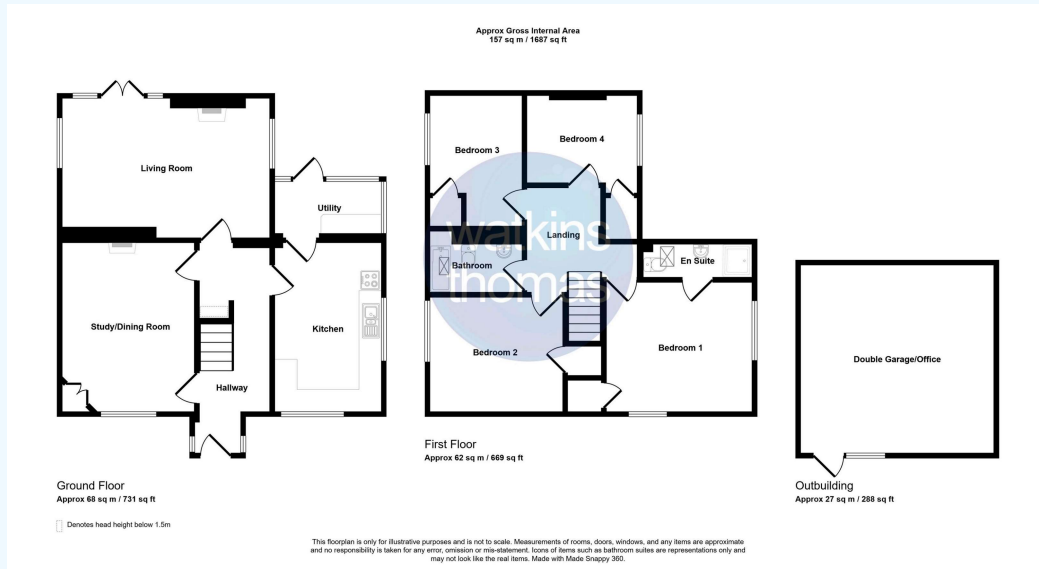 Approx Gross Internal Area
157 sq m / 1687 sq ft
Living Room
Utility
Study/Dining Room
Kitchen
Hallway
Ground Floor
Approx 68 sq m / 731 sq ft
Denotes head height below 1.5m
Bedroom 3
Bedroom 4
Landing
Bathroom
En Suite
Bedroom 2
Bedroom 1
watkins
thomas
First Floor
Approx 62 sq m / 669 sq ft
Double Garage/Office
Outbuilding
Approx 27 sq m / 288 sq ft
This floorplan is only for illustrative purposes and is not to scale. Measurements of rooms, doors, windows, and any items are approximate
and no responsibility is taken for any error, omission or mis-statement. Icons of items such as bathroom suites are representations only and
may not look like the real items. Made with Made Snappy 360.